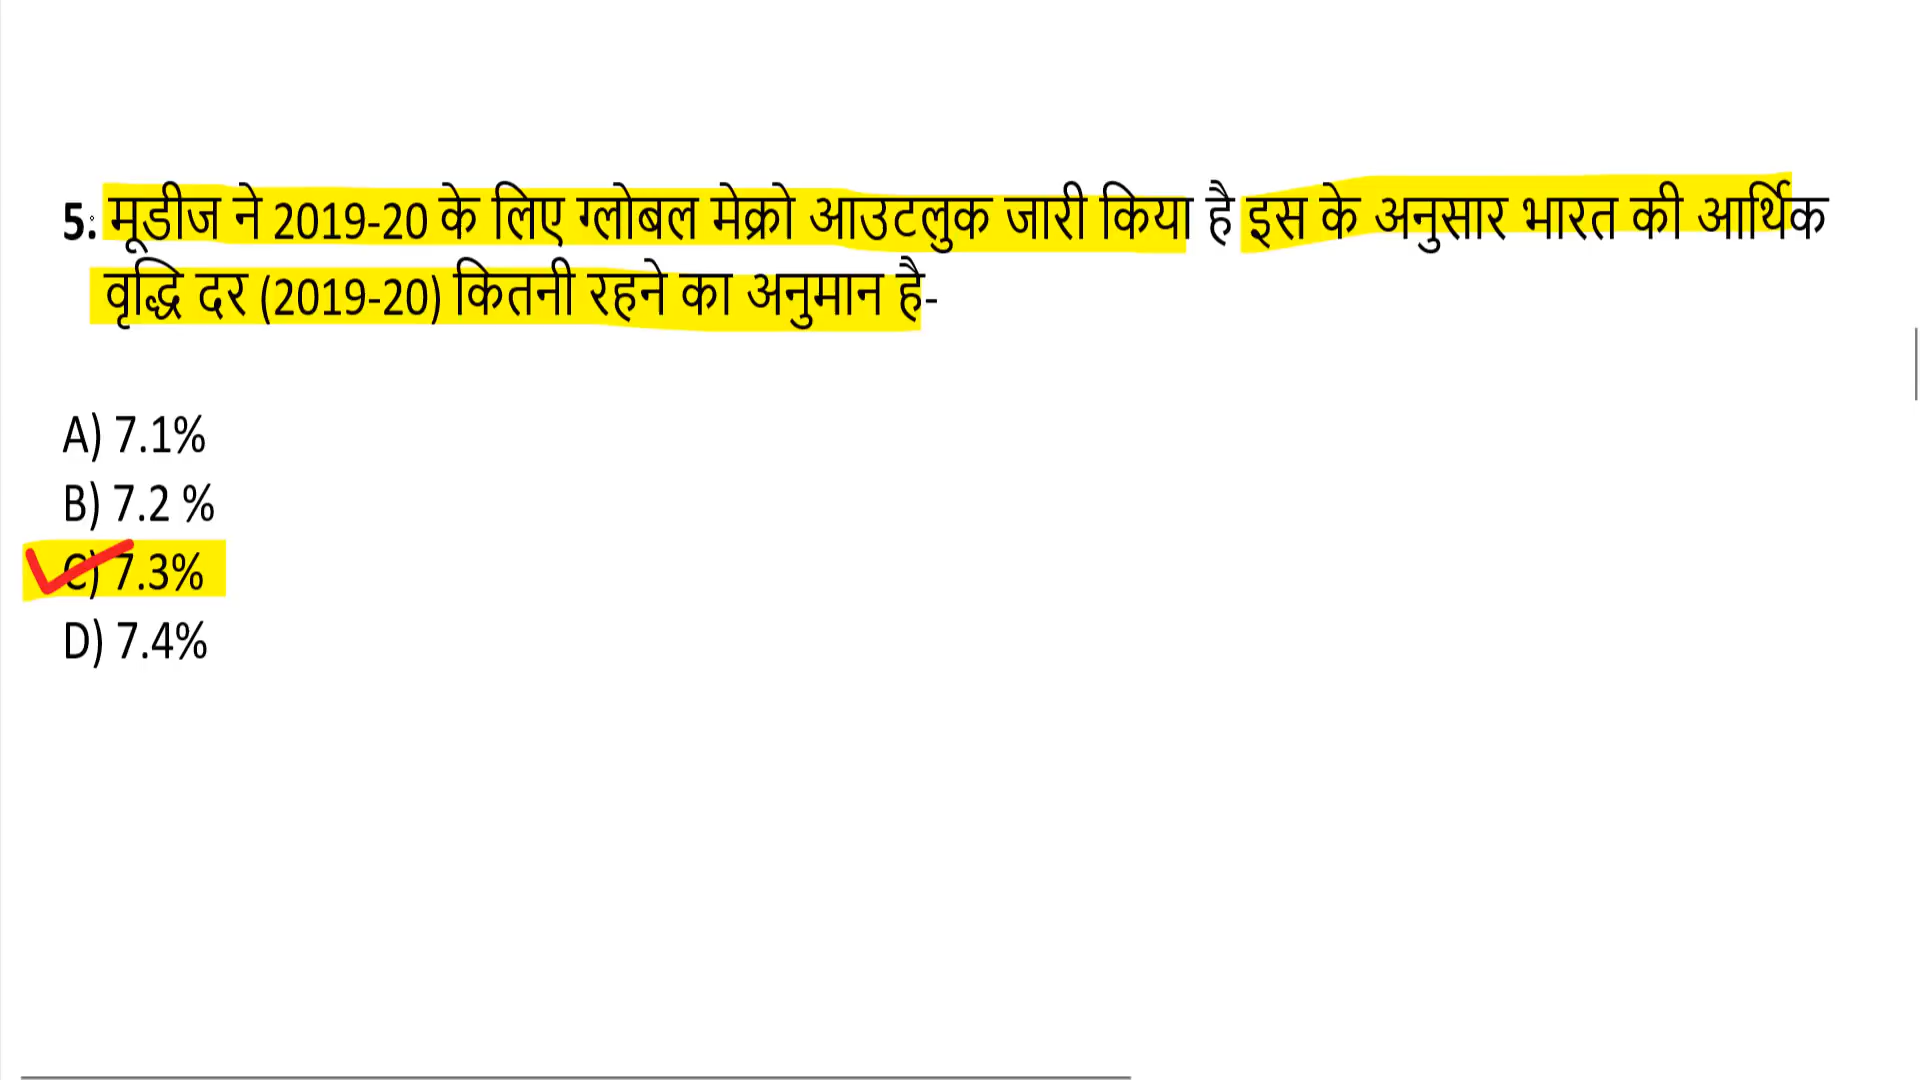 5: मूडीज ने 2019-20 के लिए ग्लोबल मेक्रो आउटलुक जारी किया है इस के अनुसार भारत की आर्थिक
वृद्धि दर (2019-20) कितनी रहने का अनुमान है-
A) 7.1%
B) 7.2 %
C) 7.3%
D) 7.4%